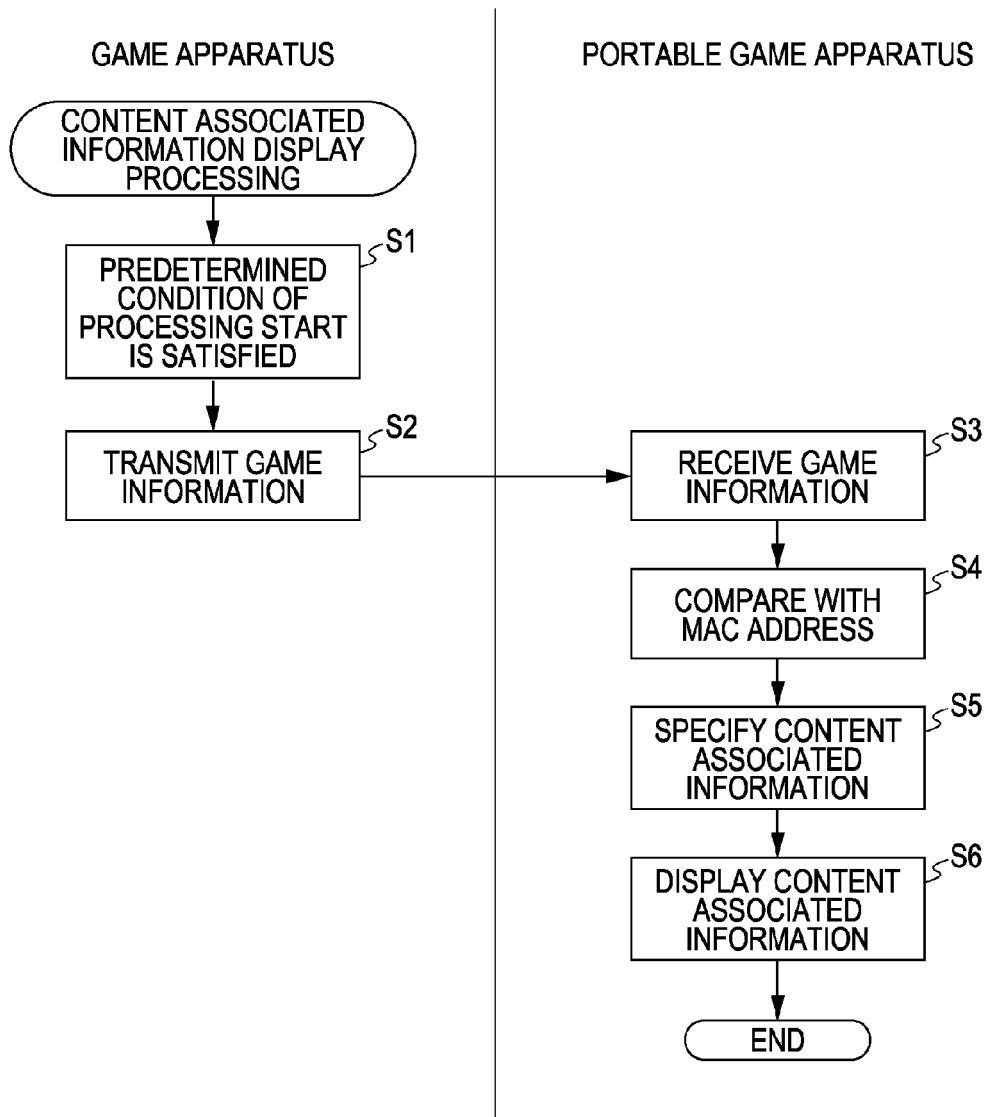 GAME APPARATUS
PORTABLE GAME APPARATUS
CONTENT ASSOCIATED
INFORMATION DISPLAY
PROCESSING
S1
PREDETERMINED
CONDITION OF
PROCESSING START
IS SATISFIED
S2
TRANSMIT GAME
INFORMATION
S3
RECEIVE GAME
INFORMATION
S4
COMPARE WITH
MAC ADDRESS
S5
SPECIFY CONTENT
ASSOCIATED
INFORMATION
S6
DISPLAY CONTENT
ASSOCIATED
INFORMATION
END